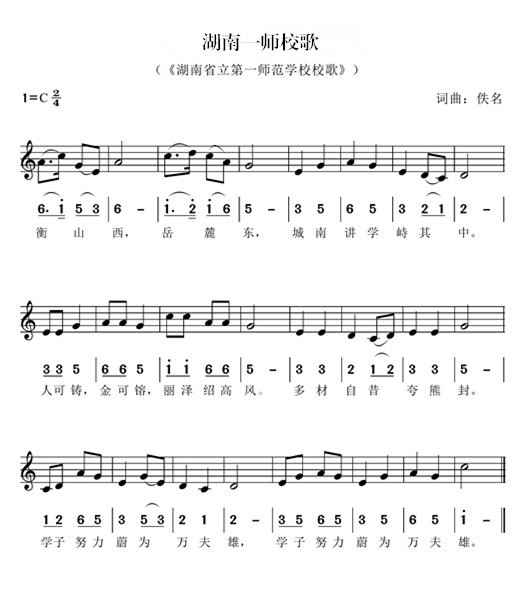 湖南一师校歌
(《湖南省立第一师范学校校歌》)
1=C 2/4 词曲：佚名
6. i 5 3 | 6 - | i. 2 i 6 | 5 - | 3 5 | 6 5 | 3 2 1 | 2 - |
衡山西，岳麓东，城南讲学峙其中。
3 3 5 | 6 6 5 | i i 6 6 | 5 - | 3 3 | 2 1 2 | 3 3 | 5 - |
人可铸，金可镕，丽泽绍高风。多材自昔夸熊封。
1 2 6 5 | 3 5 3 | 2 1 | 2 - | 1 2 6 5 | 3 5 3 | 6 5 | i - ||
学子努力蔚为万夫雄，学子努力蔚为万夫雄。